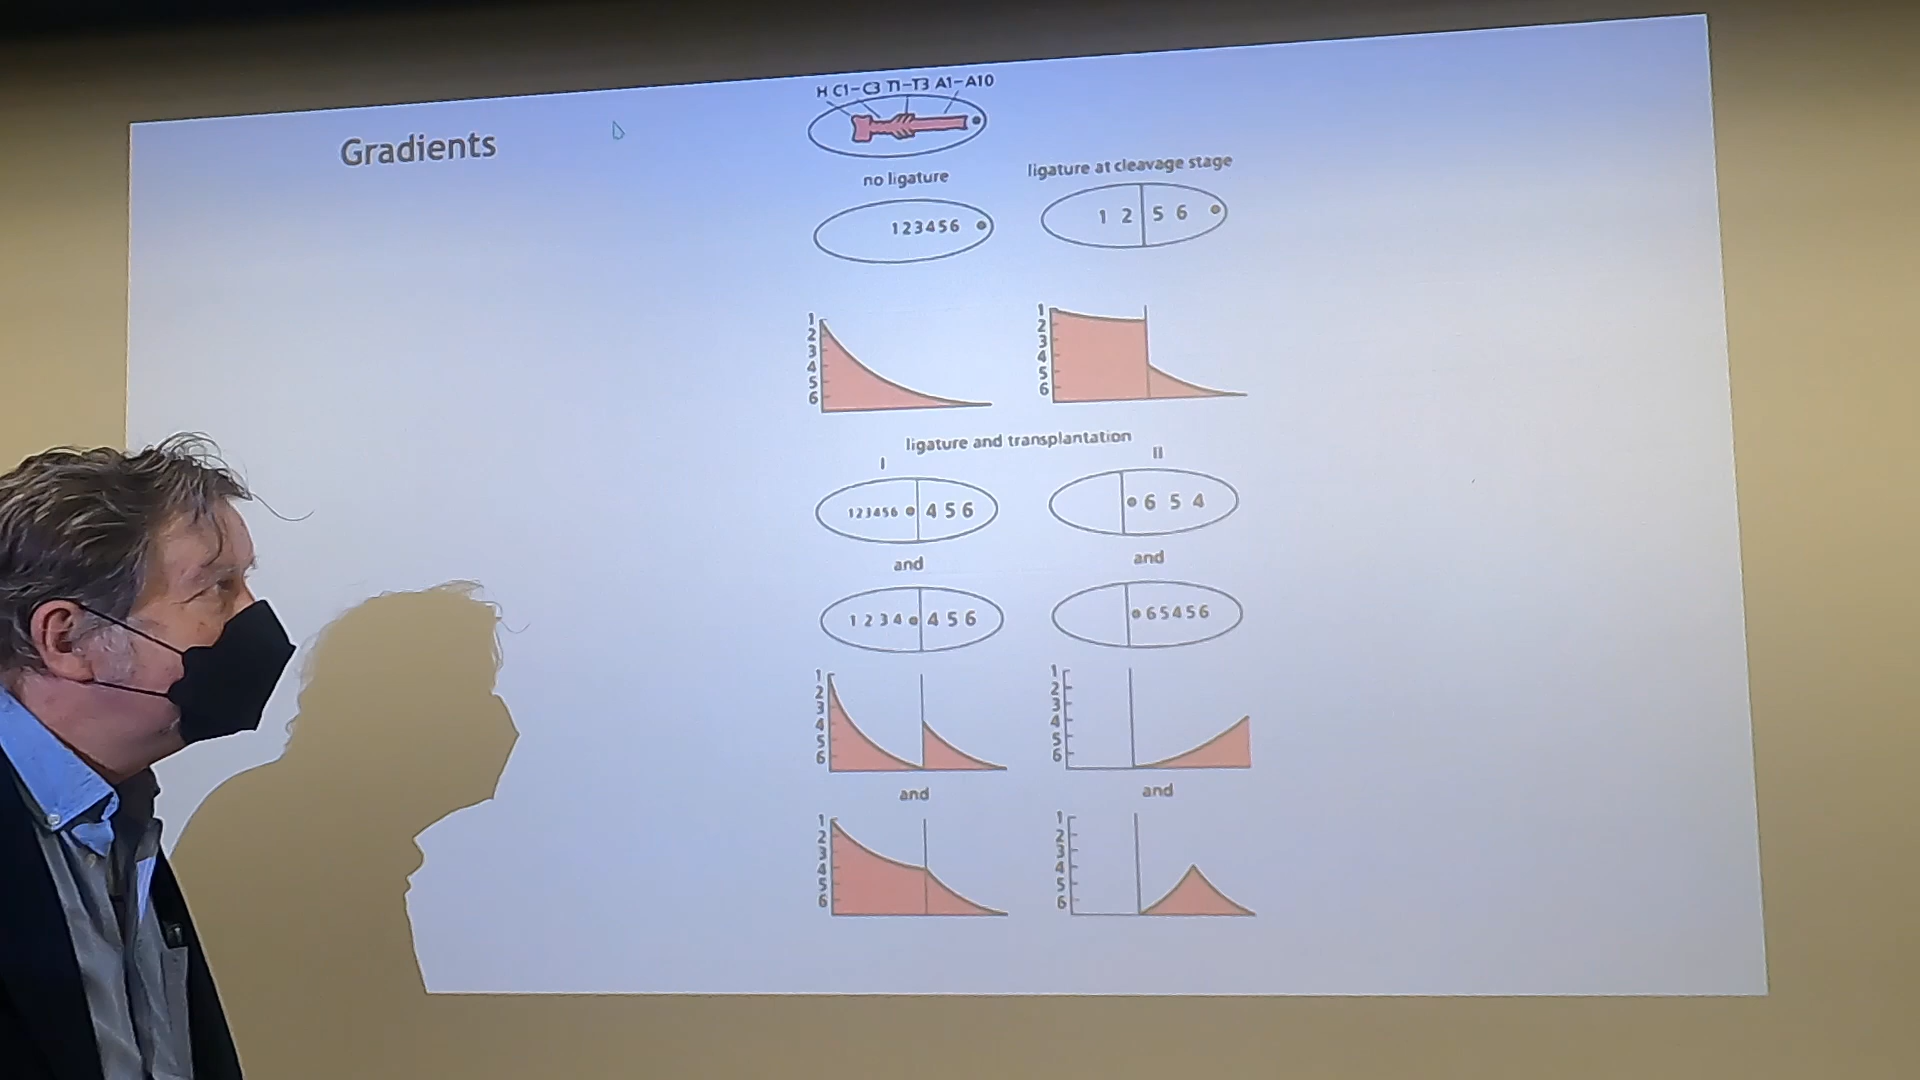 Gradients
H C1-C3 T1-T3 A1-A10
no ligature
ligature at cleavage stage
123456
1 2 5 6
1
2
3
4
5
6
1
2
3
4
5
6
ligature and transplantation
I
II
123456 4 5 6
6 5 4
and
and
1 2 3 4 4 5 6
6 5 4 5 6
1
2
3
4
5
6
1
2
3
4
5
6
and
and
1
2
3
4
5
6
1
2
3
4
5
6